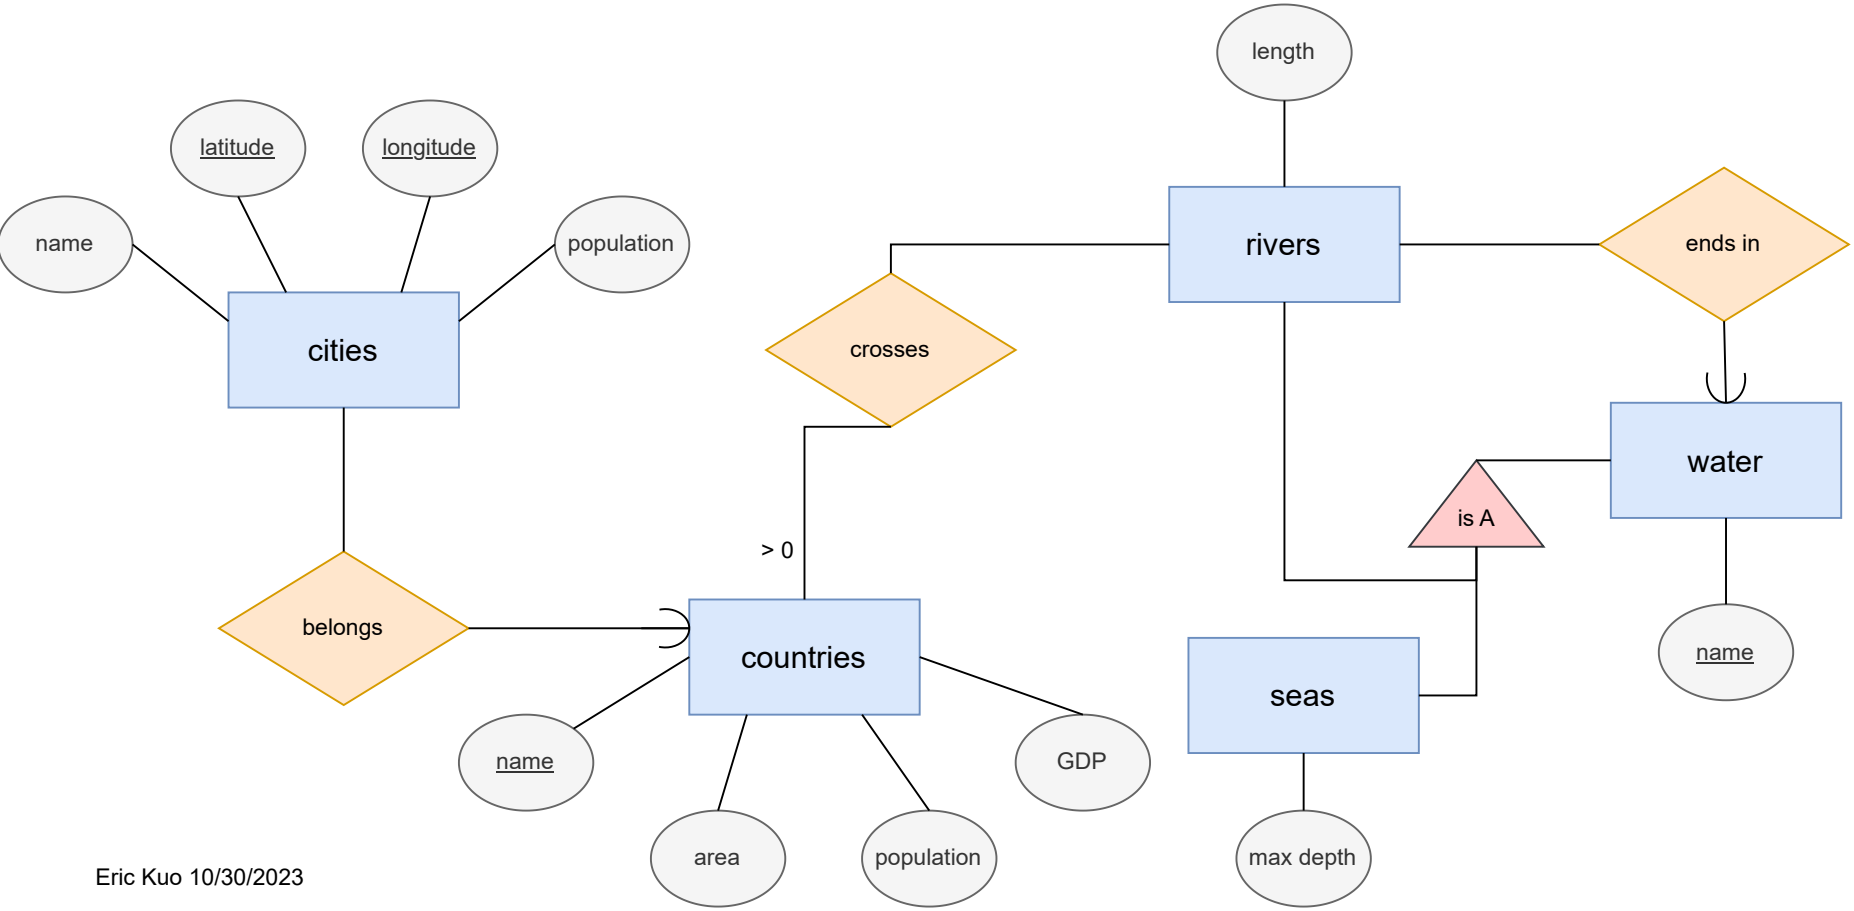 length
latitude
longitude
name
population
rivers
ends in
cities
crosses
water
is A
> 0
belongs
countries
seas
name
name
GDP
area
population
max depth
Eric Kuo 10/30/2023